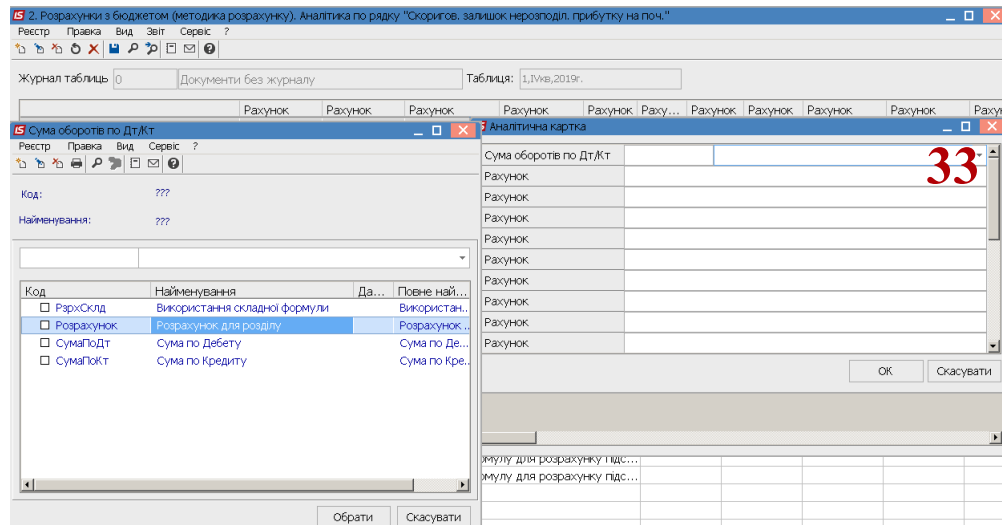 2. Розрахунки з бюджетом (методика розрахунку). Аналітика по рядку "Скоригов. залишок нерозподіл. прибутку на поч."
Реєстр Правка Вид Звіт Сервіс ?
Журнал таблиць 0 Документи без журналу Таблиця: 1,IVкв,2019г.
Рахунок Рахунок Рахунок Рахунок Рахунок Раху... Рахунок Рахунок Рахунок Рахунок Рахун
Сума оборотів по Дт/Кт
Реєстр Правка Вид Сервіс ?
Код: ???
Найменування: ???
Код Найменування Да... Повне най...
РзрхСклд Використання складної формули Використан..
Розрахунок Розрахунок для розділу Розрахунок ..
СумаПоДт Сума по Дебету Сума по Де...
СумаПоКт Сума по Кредиту Сума по Кре..
Обрати Скасувати
Аналітична картка
Сума оборотів по Дт/Кт 33
Рахунок
Рахунок
Рахунок
Рахунок
Рахунок
Рахунок
Рахунок
Рахунок
Рахунок
ОК Скасувати
рмулу для розрахунку підс...
рмулу для розрахунку підс...